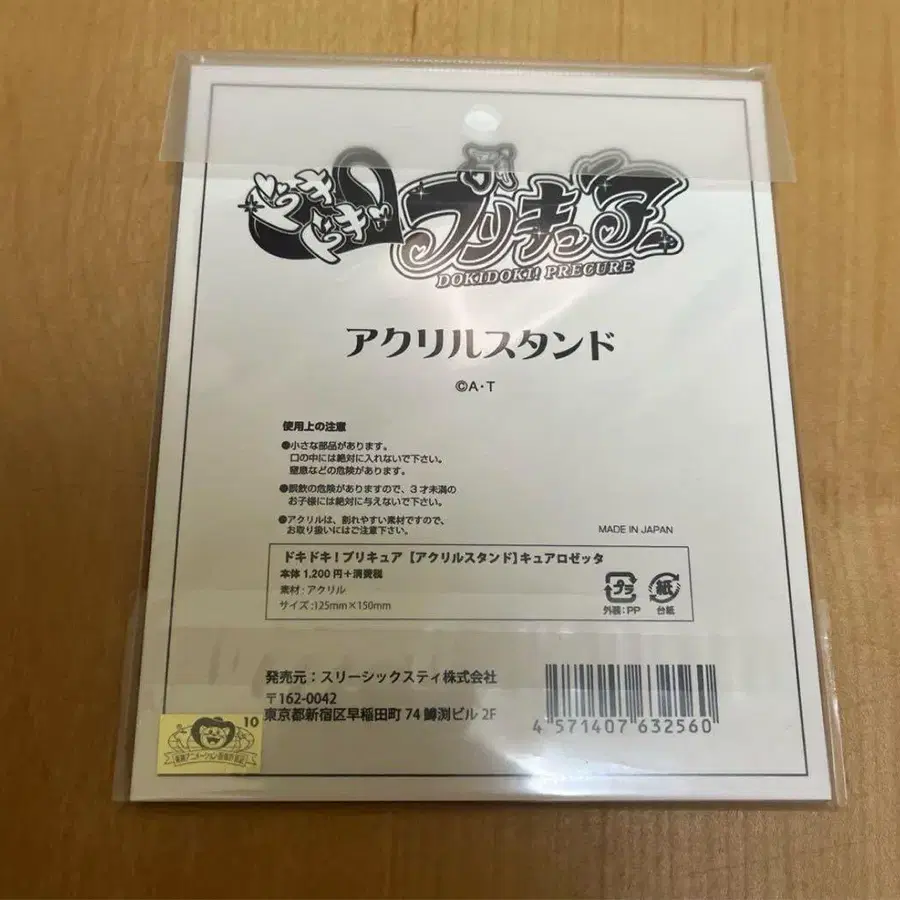 ドキドキ!
プリキュア
DOKIDOKI! PRECURE
アクリルスタンド
©A・T
使用上の注意
●小さな部品があります。
口の中には絶対に入れないで下さい。
窒息などの危険があります。
●誤飲の危険がありますので、3才未満の
お子様には絶対に与えないで下さい。
●アクリルは、割れやすい素材ですので、
お取り扱いにはご注意下さい。
MADE IN JAPAN
ドキドキ!プリキュア【アクリルスタンド】キュアロゼッタ
本体 1,200 円+消費税
素材:アクリル
サイズ:125mm×150mm
プラ
外装:PP
紙
台紙
発売元:スリーシックスティ株式会社
〒162-0042
東京都新宿区早稲田町 74 鱒渕ビル 2F
4 571407 632560
10